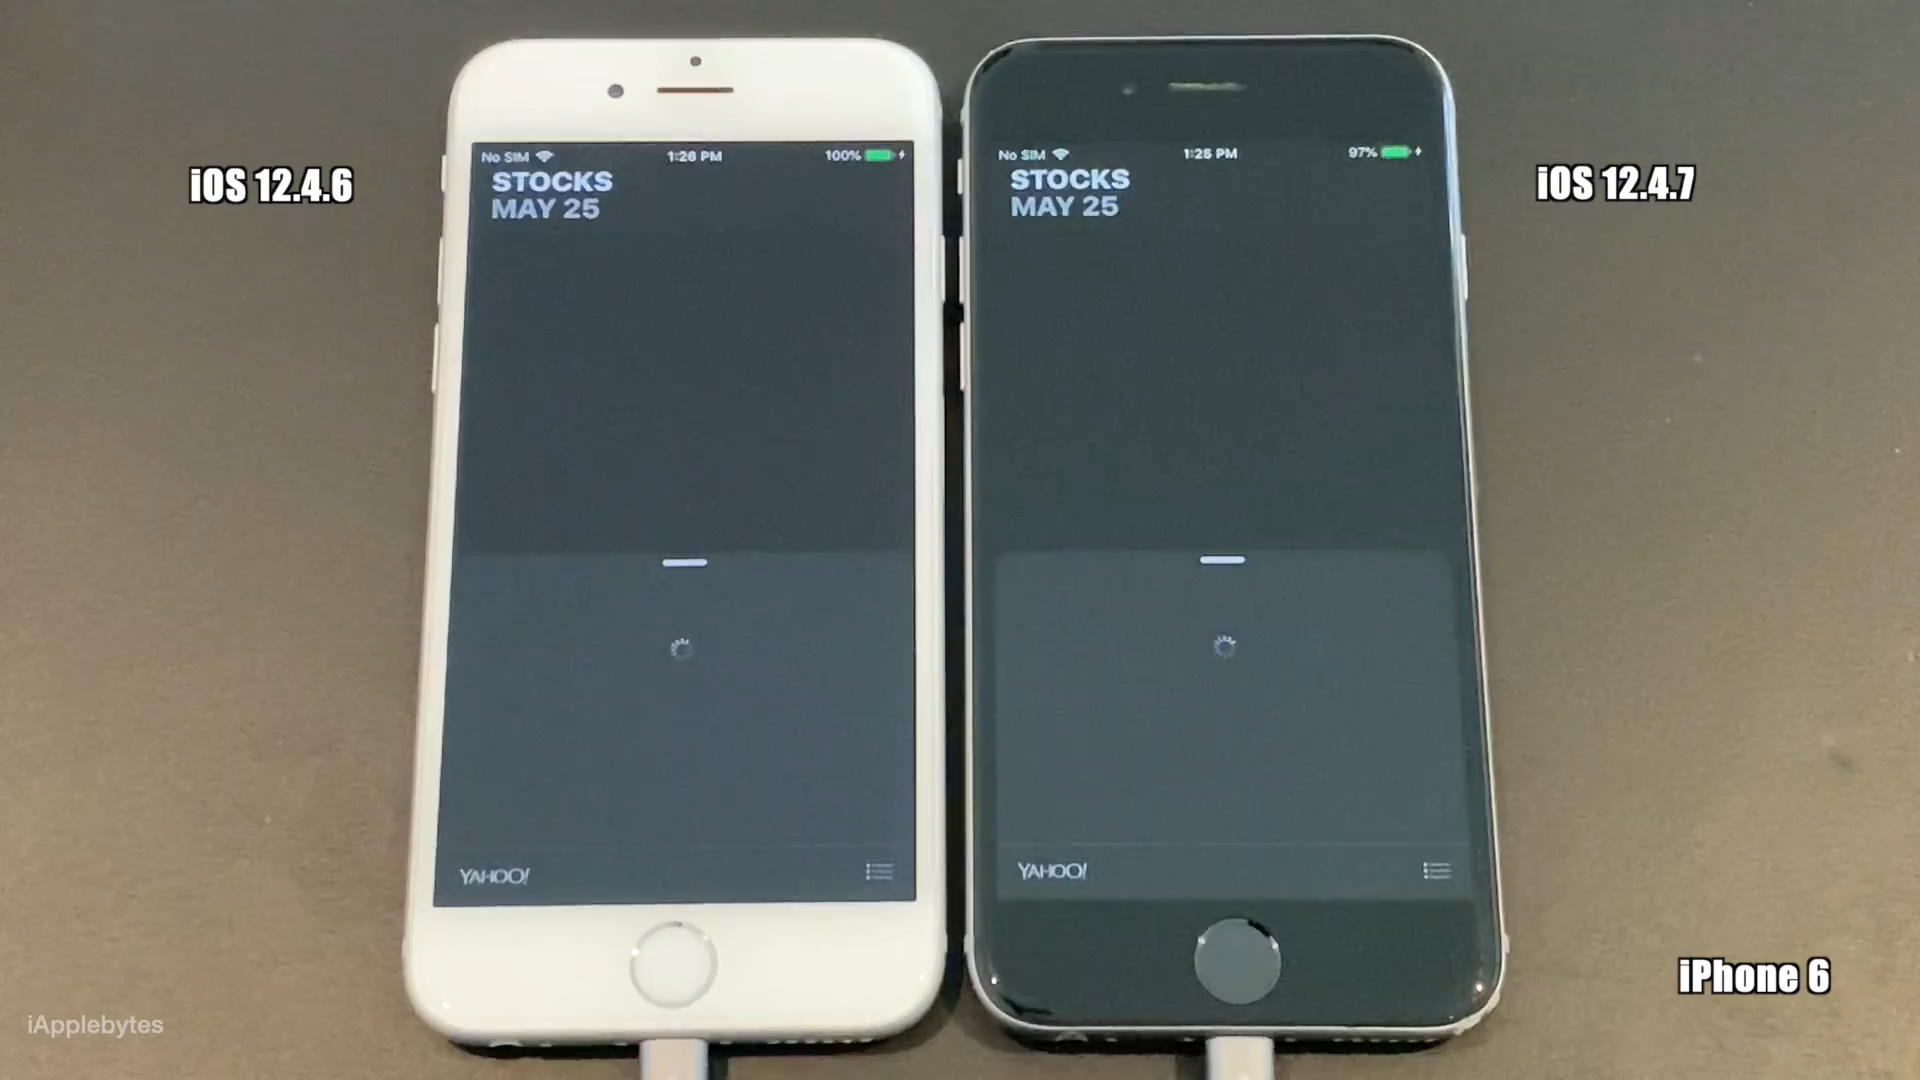 iOS 12.4.6
No SIM 1:26 PM 100%
STOCKS
MAY 25
YAHOO!
iOS 12.4.7
No SIM 1:25 PM 97%
STOCKS
MAY 25
YAHOO!
iPhone 6
iApplebytes